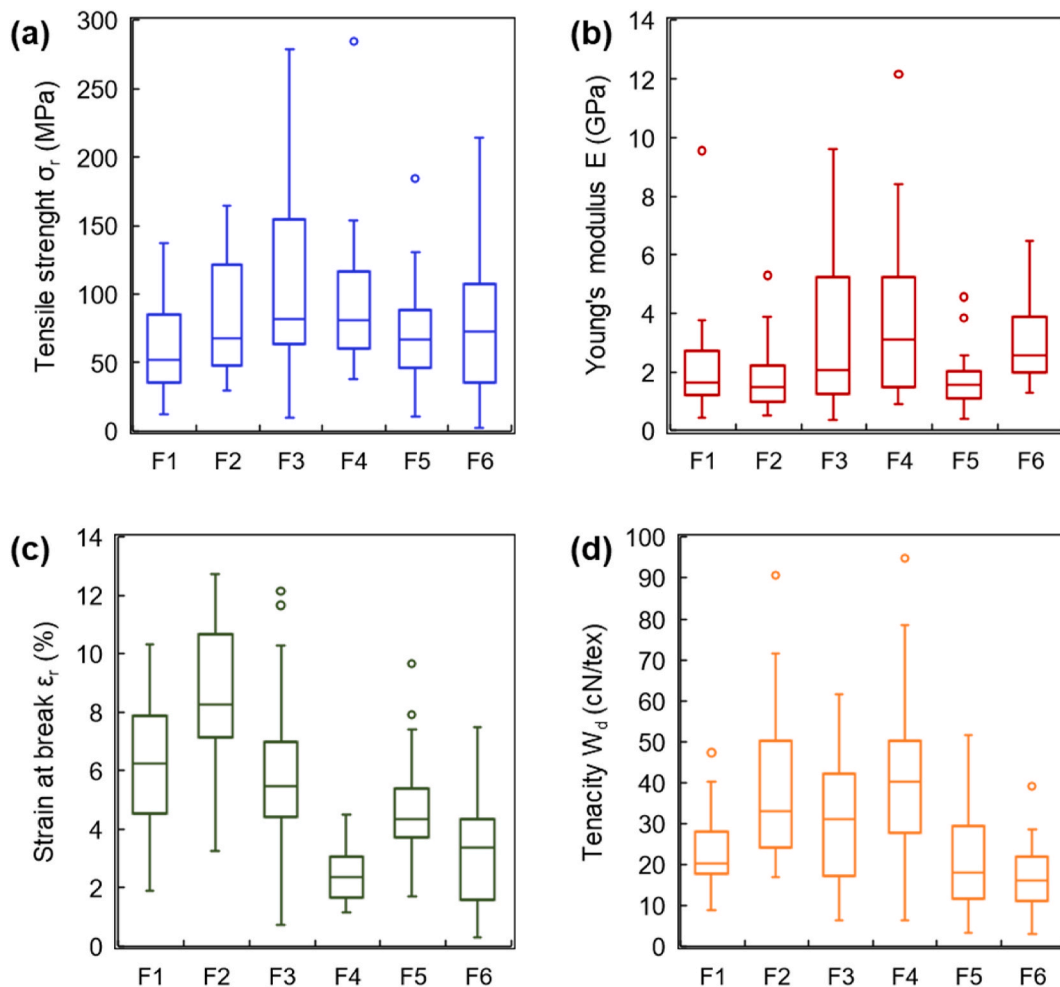 (a)
Tensile strenght σr (MPa)
300
250
200
150
100
50
0
F1 F2 F3 F4 F5 F6
(b)
Young's modulus E (GPa)
14
12
10
8
6
4
2
0
F1 F2 F3 F4 F5 F6
(c)
Strain at break εr (%)
14
12
10
8
6
4
2
0
F1 F2 F3 F4 F5 F6
(d)
Tenacity Wd (cN/tex)
100
90
80
70
60
50
40
30
20
10
0
F1 F2 F3 F4 F5 F6